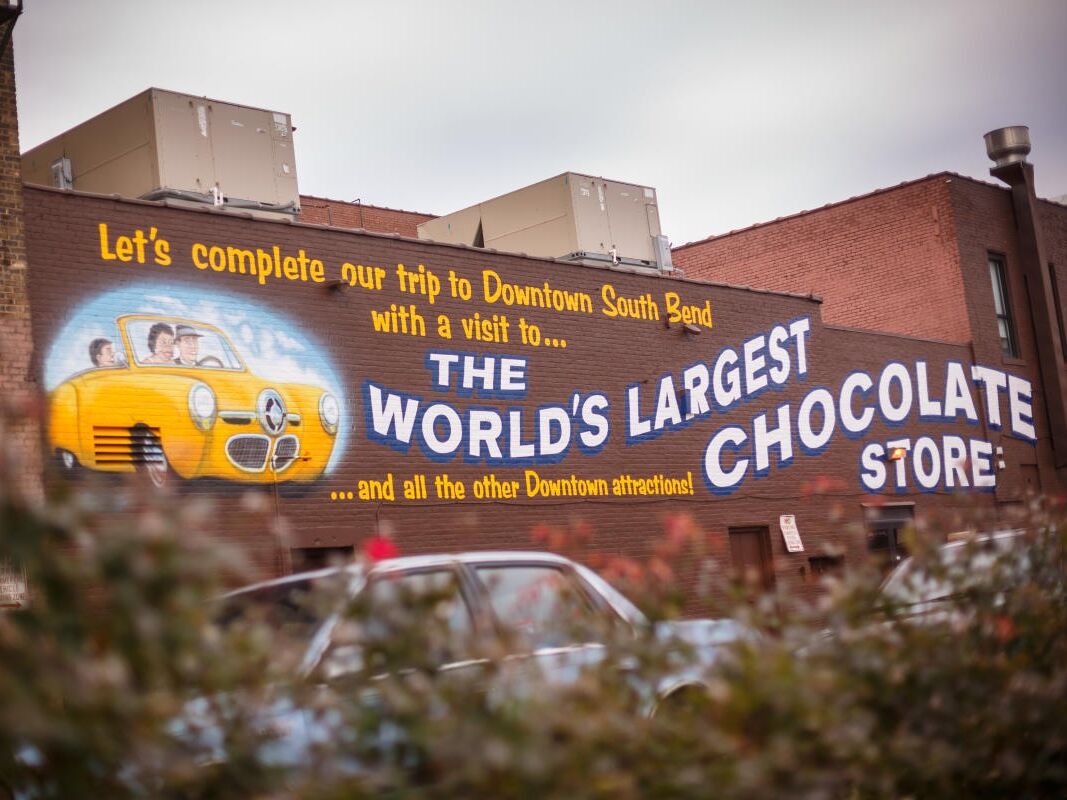 Let's complete our trip to Downtown South Bend
with a visit to...
THE
WORLD'S LARGEST
CHOCOLATE
STORE:
...and all the other Downtown attractions!